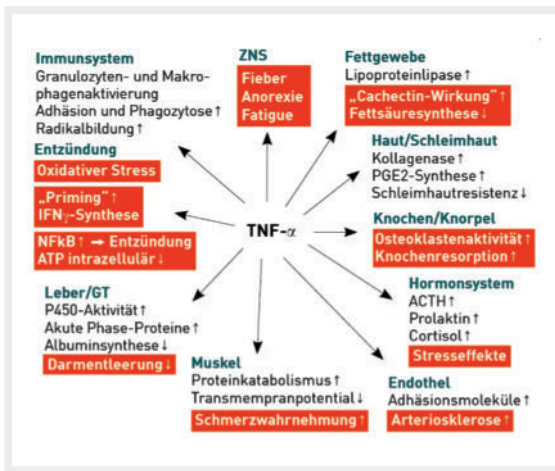 Immunsystem
Granulozyten- und Makro-
phagenaktivierung
Adhäsion und Phagozytose↑
Radikalbildung↑
Entzündung
Oxidativer Stress
„Priming"↑
IFNγ-Synthese
NFkB↑ → Entzündung
ATP intrazellulär↓
Leber/GT
P450-Aktivität↑
Akute Phase-Proteine↑
Albuminsynthese↓
Darmentleerung↓
ZNS
Fieber
Anorexie
Fatigue
TNF-α
Muskel
Proteinkatabolismus↑
Transmempranpotential↓
Schmerzwahrnehmung↑
Fettgewebe
Lipoproteinlipase↑
„Cachectin-Wirkung"↑
Fettsäuresynthese↓
Haut/Schleimhaut
Kollagenase↑
PGE2-Synthese↑
Schleimhautresistenz↓
Knochen/Knorpel
Osteoklastenaktivität↑
Knochenresorption↑
Hormonsystem
ACTH↑
Prolaktin↑
Cortisol↑
Stresseffekte
Endothel
Adhäsionsmoleküle↑
Arteriosklerose↑